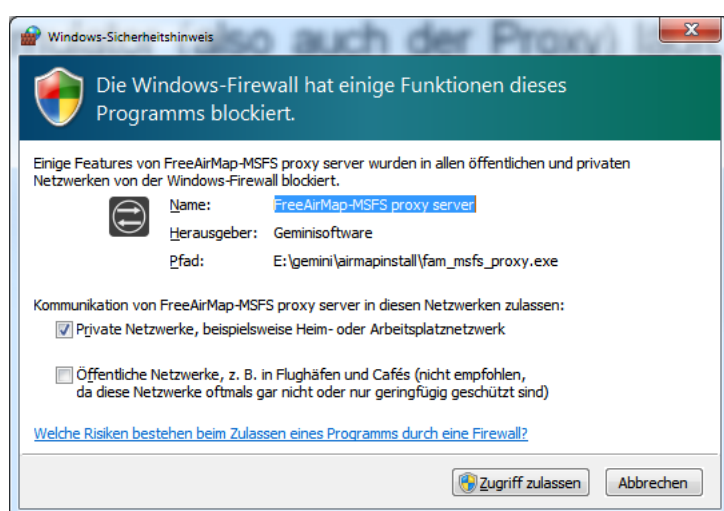 Windows-Sicherheitshinweis
also auch der Proxy)
X
Die Windows-Firewall hat einige Funktionen dieses
Programms blockiert.
Einige Features von FreeAirMap-MSFS proxy server wurden in allen öffentlichen und privaten
Netzwerken von der Windows-Firewall blockiert.
Name: FreeAirMap-MSFS proxy server
Herausgeber: Geminisoftware
Pfad: E:\gemini\airmapinstall\fam_msfs_proxy.exe
Kommunikation von FreeAirMap-MSFS proxy server in diesen Netzwerken zulassen:
Private Netzwerke, beispielsweise Heim- oder Arbeitsplatznetzwerk
Öffentliche Netzwerke, z. B. in Flughäfen und Cafés (nicht empfohlen,
da diese Netzwerke oftmals gar nicht oder nur geringfügig geschützt sind)
Welche Risiken bestehen beim Zulassen eines Programms durch eine Firewall?
Zugriff zulassen Abbrechen